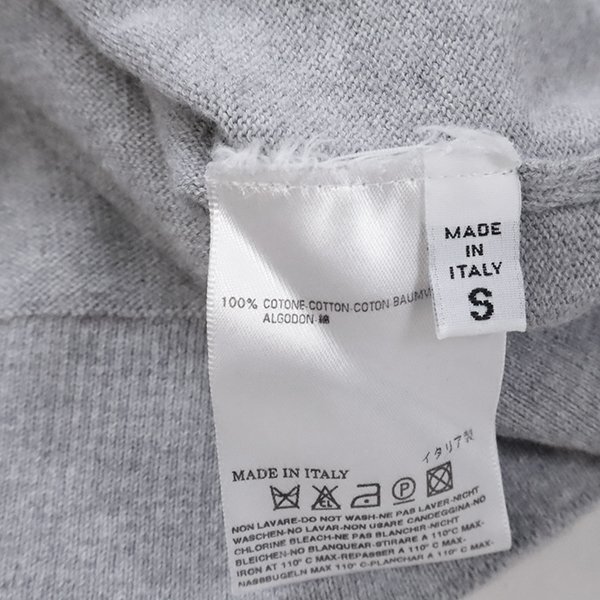 MADE
IN
ITALY
S
100% COTONE-COTTON-COTON
ALGODON-綿
イタリア製
MADE IN ITALY
CL P
NON LAVARE-DO NOT WASH-NE PAS LAVER-NICHT
WASCHEN-NO LAVAR-NON USARE CANDEGGINA-NO
CHLORINE BLEACH-NE PAS BLANCHIR-NICHT
BLEICHEN-NO BLANQUEAR-STIRARE A 110°C MAX-
IRON AT 110° C MAX-REPASSER A 110° C MAX-
NASSBUGELN MAX 110° C-PLANCHAR A 110° C MAX